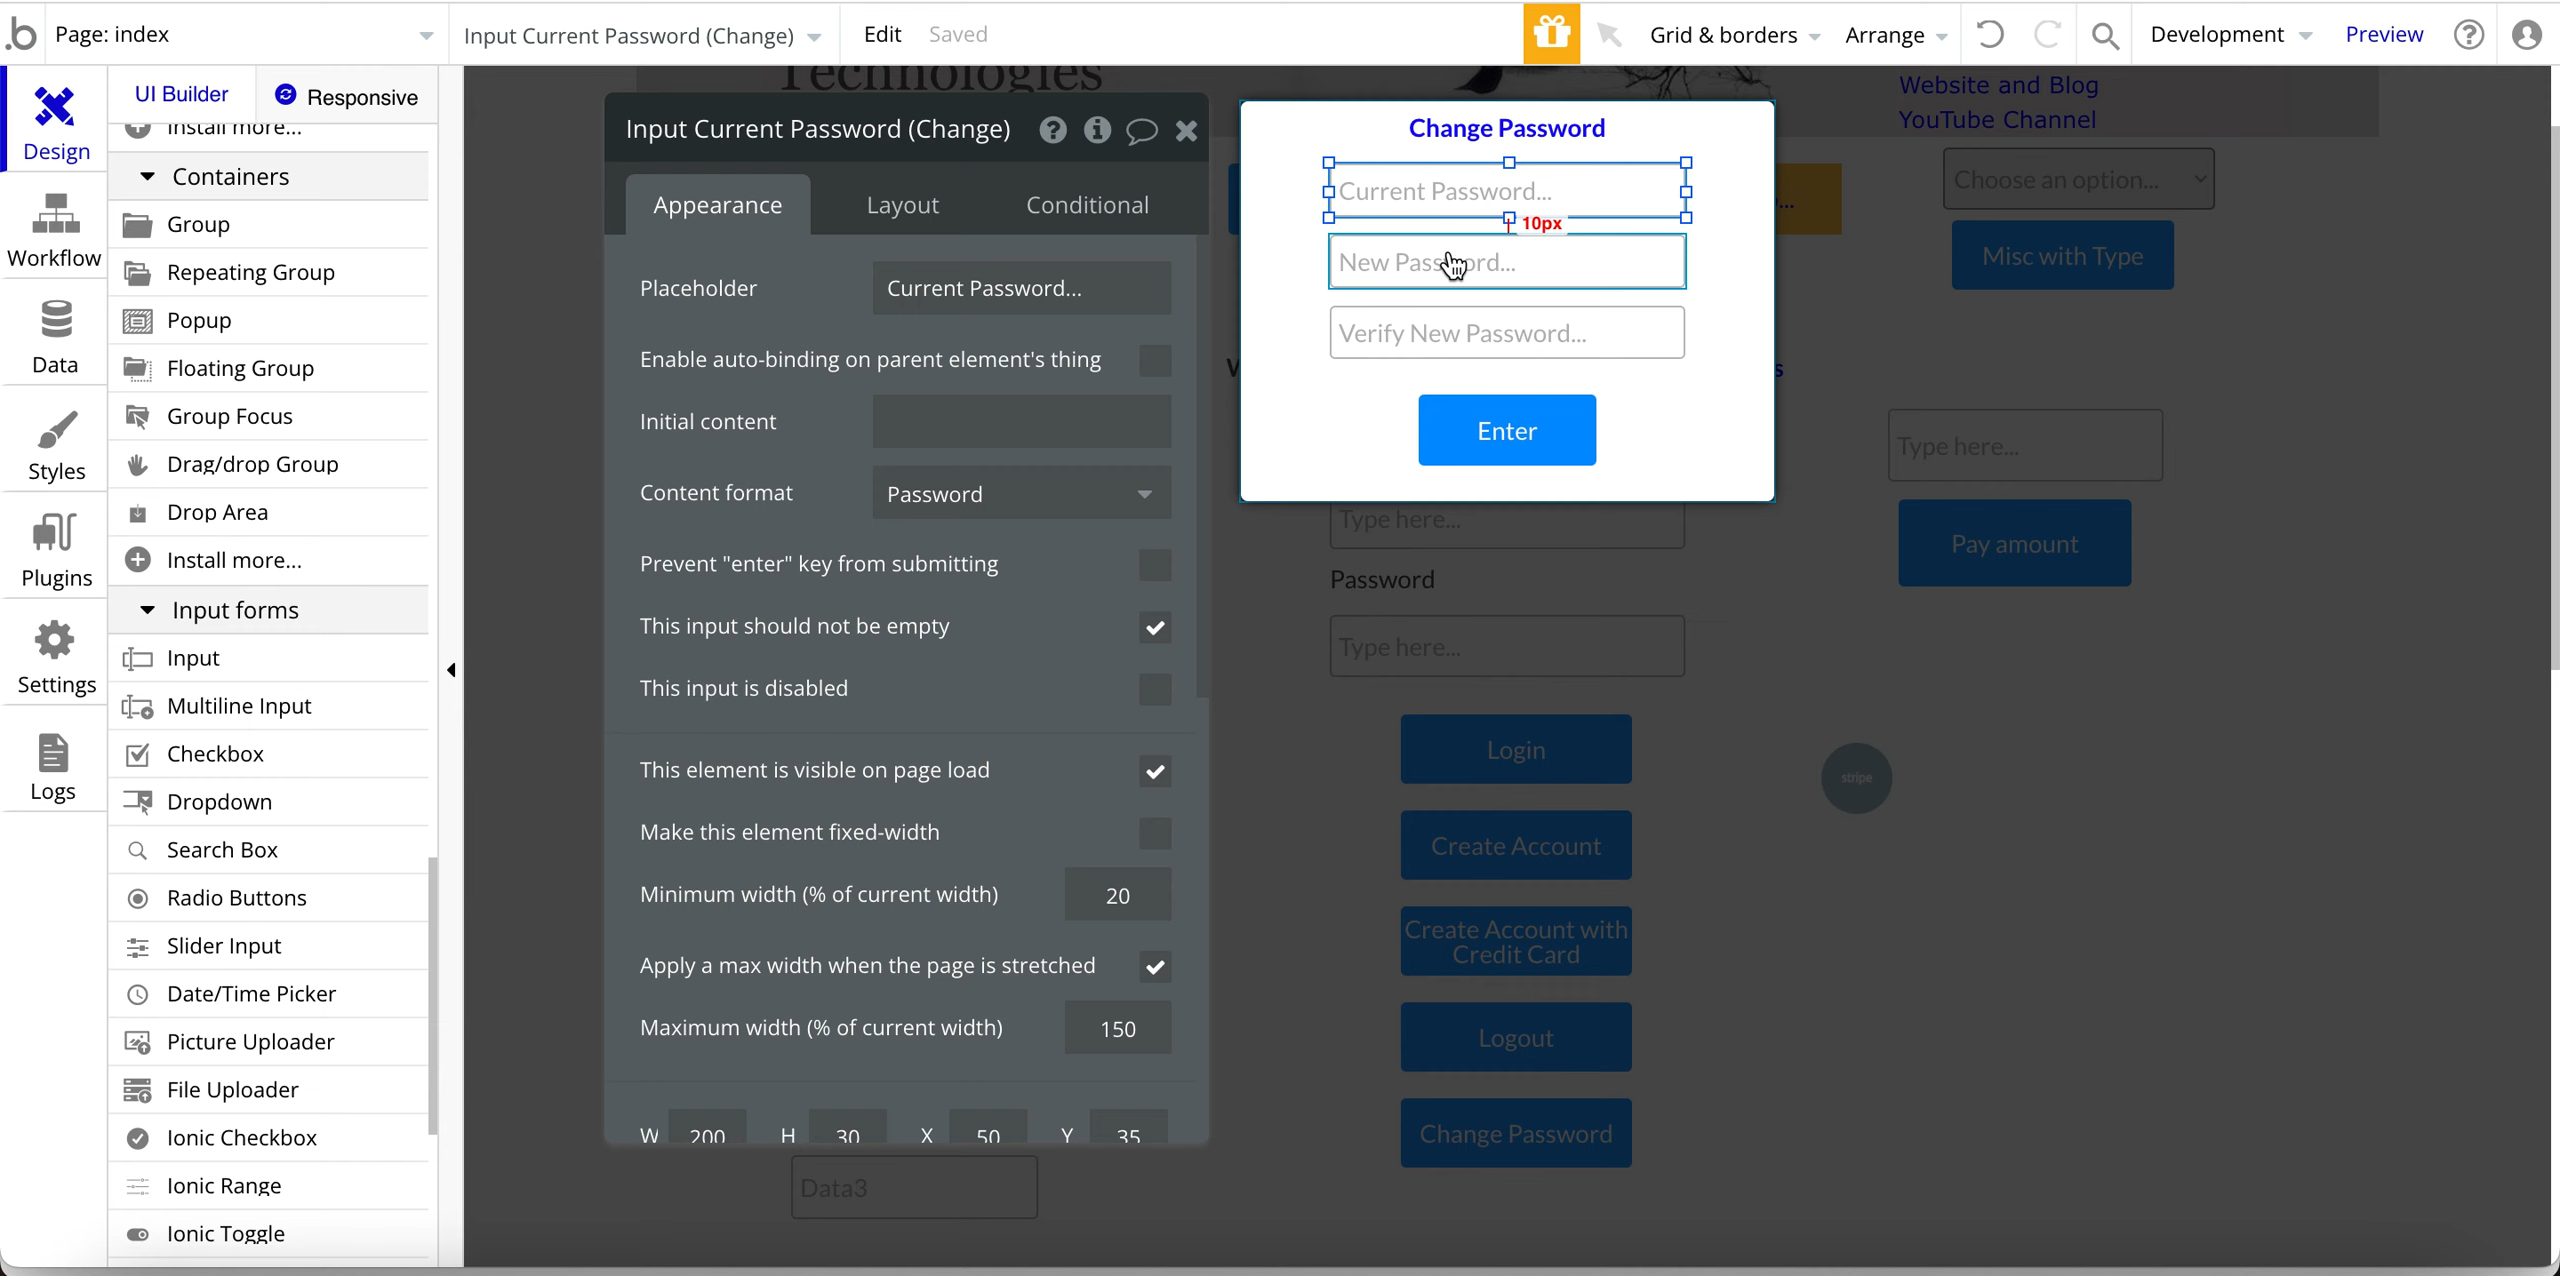 Page: index
Input Current Password (Change)
Edit
Saved
Grid & borders
Arrange
Development
Preview
UI Builder
Responsive
Design
Workflow
Data
Styles
Plugins
Settings
Logs
Install more...
Containers
Group
Repeating Group
Popup
Floating Group
Group Focus
Drag/drop Group
Drop Area
Install more...
Input forms
Input
Multiline Input
Checkbox
Dropdown
Search Box
Radio Buttons
Slider Input
Date/Time Picker
Picture Uploader
File Uploader
Ionic Checkbox
Ionic Range
Ionic Toggle
Technologies
Input Current Password (Change)
Appearance
Layout
Conditional
Placeholder
Current Password...
Enable auto-binding on parent element's thing
Initial content
Content format
Password
Prevent "enter" key from submitting
This input should not be empty
This input is disabled
This element is visible on page load
Make this element fixed-width
Minimum width (% of current width)
20
Apply a max width when the page is stretched
Maximum width (% of current width)
150
W 200 H 30 X 50 Y 35
Data3
Change Password
Current Password...
10px
New Password...
Verify New Password...
Enter
Type here...
Password
Type here...
Login
Create Account
Create Account with
Credit Card
Logout
Change Password
Website and Blog
YouTube Channel
Choose an option...
Misc with Type
Type here...
Pay amount
stripe